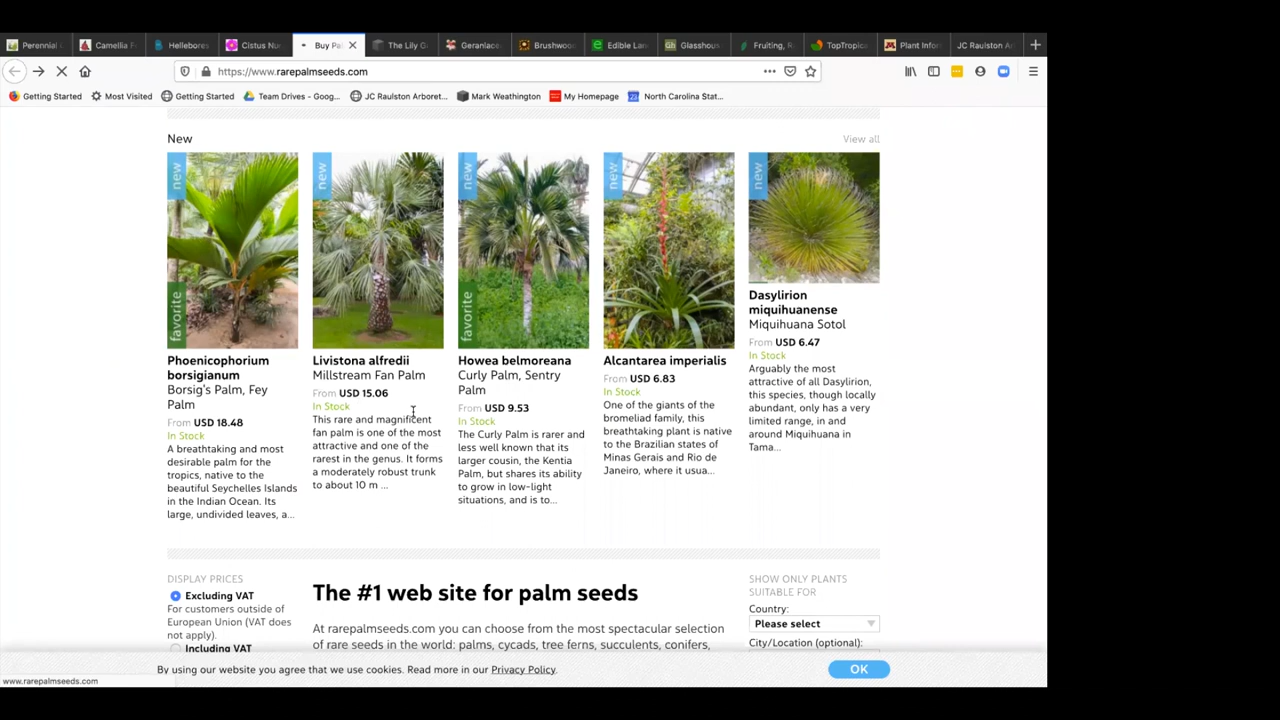 Perennial
Camellia F
Hellebores
Cistus Nu
Buy Pa
The Lily G
Geraniace
Brushwoo
Edible Lan
Glasshou
Fruiting, R
TopTropic
Plant Infor
JC Raulston Ar
https://www.rarepalmseeds.com
Getting Started
Most Visited
Getting Started
Team Drives - Goog...
JC Raulston Arboret...
Mark Weathington
My Homepage
North Carolina Stat...
New
View all
new
favorite
Phoenicophorium
borsigianum
Borsig's Palm, Fey
Palm
From USD 18.48
In Stock
A breathtaking and most
desirable palm for the
tropics, native to the
beautiful Seychelles Islands
in the Indian Ocean. Its
large, undivided leaves, a...
new
Livistona alfredii
Millstream Fan Palm
From USD 15.06
In Stock
This rare and magnificent
fan palm is one of the most
attractive and one of the
rarest in the genus. It forms
a moderately robust trunk
to about 10 m ...
new
favorite
Howea belmoreana
Curly Palm, Sentry
Palm
From USD 9.53
In Stock
The Curly Palm is rarer and
less well known that its
larger cousin, the Kentia
Palm, but shares its ability
to grow in low-light
situations, and is to...
new
Alcantarea imperialis
From USD 6.83
In Stock
One of the giants of the
bromeliad family, this
breathtaking plant is native
to the Brazilian states of
Minas Gerais and Rio de
Janeiro, where it usua...
new
Dasylirion
miquihuanense
Miquihuana Sotol
From USD 6.47
In Stock
Arguably the most
attractive of all Dasylirion,
this species, though locally
abundant, only has a very
limited range, in and
around Miquihuana in
Tama...
DISPLAY PRICES
Excluding VAT
For customers outside of
European Union (VAT does
not apply).
Including VAT
The #1 web site for palm seeds
At rarepalmseeds.com you can choose from the most spectacular selection
of rare seeds in the world: palms, cycads, tree ferns, succulents, conifers,
SHOW ONLY PLANTS
SUITABLE FOR
Country:
Please select
City/Location (optional):
By using our website you agree that we use cookies. Read more in our Privacy Policy.
OK
www.rarepalmseeds.com